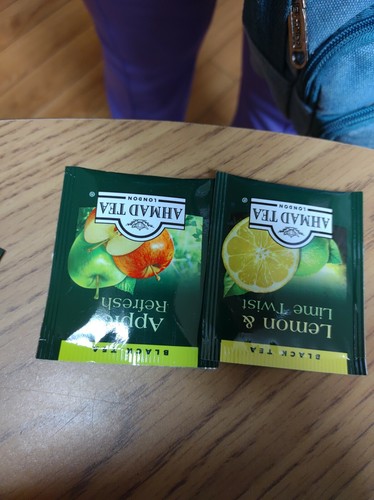 AHMAD TEA
LONDON
®
Apple
Refresh
BLACK TEA
AHMAD TEA
LONDON
Lemon &
Lime Twist
BLACK TEA